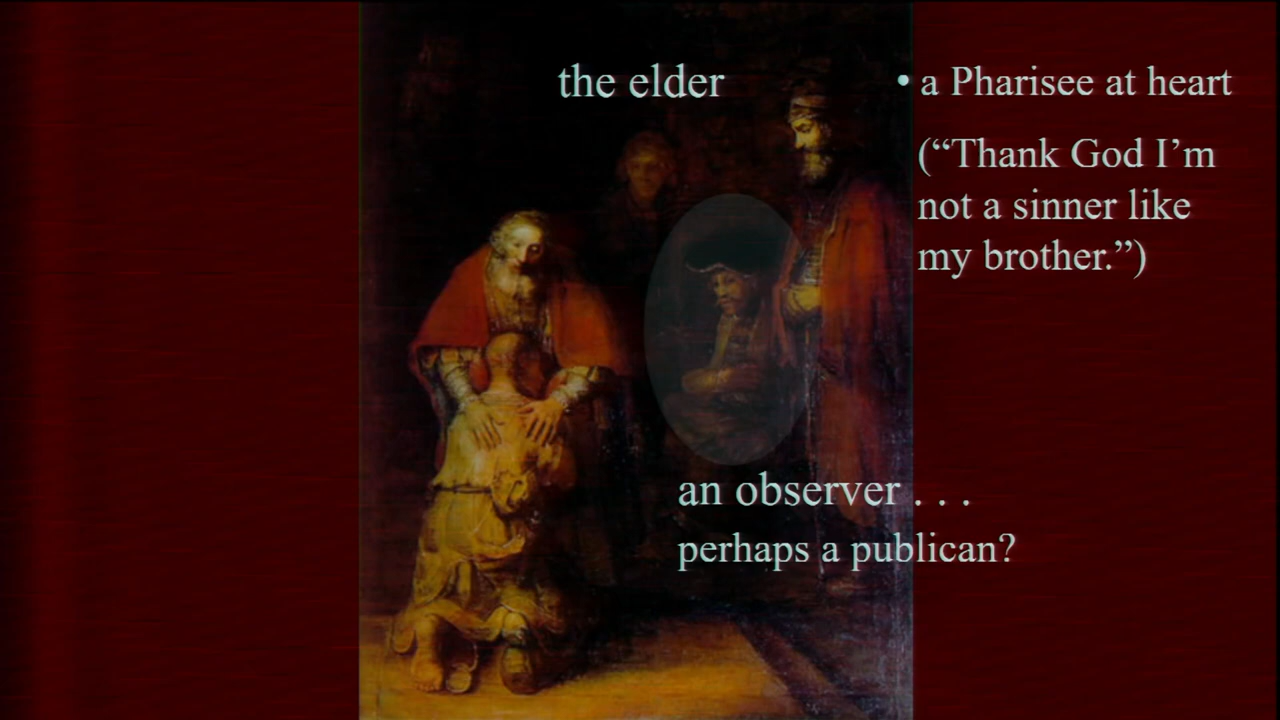 the elder
• a Pharisee at heart
(“Thank God I’m
not a sinner like
my brother.”)
an observer . . .
perhaps a publican?